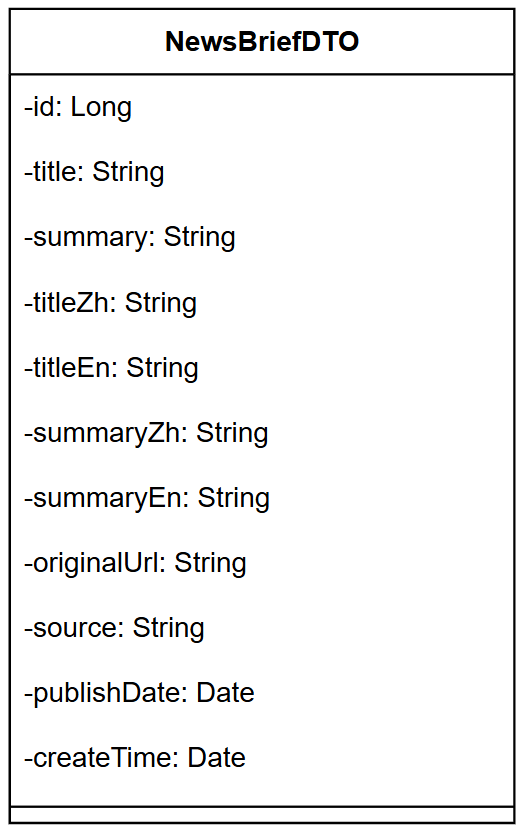 NewsBriefDTO
-id: Long
-title: String
-summary: String
-titleZh: String
-titleEn: String
-summaryZh: String
-summaryEn: String
-originalUrl: String
-source: String
-publishDate: Date
-createTime: Date